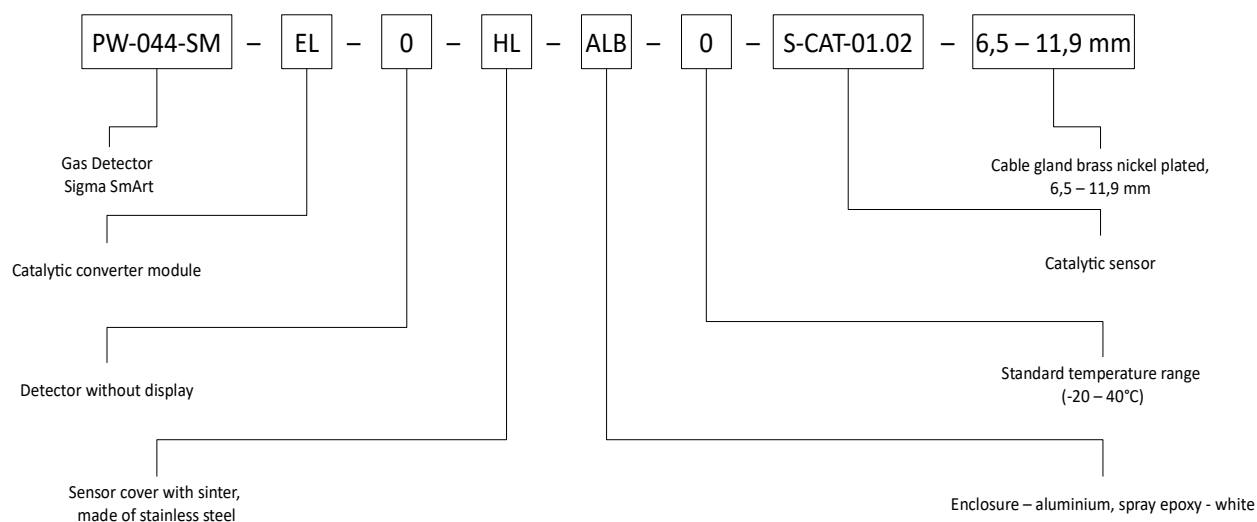 PW-044-SM – EL – 0 – HL – ALB – 0 – S-CAT-01.02 – 6,5 – 11,9 mm
Gas Detector
Sigma SmArt
Cable gland brass nickel plated,
6,5 – 11,9 mm
Catalytic converter module
Catalytic sensor
Detector without display
Standard temperature range
(-20 – 40°C)
Sensor cover with sinter,
made of stainless steel
Enclosure – aluminium, spray epoxy - white